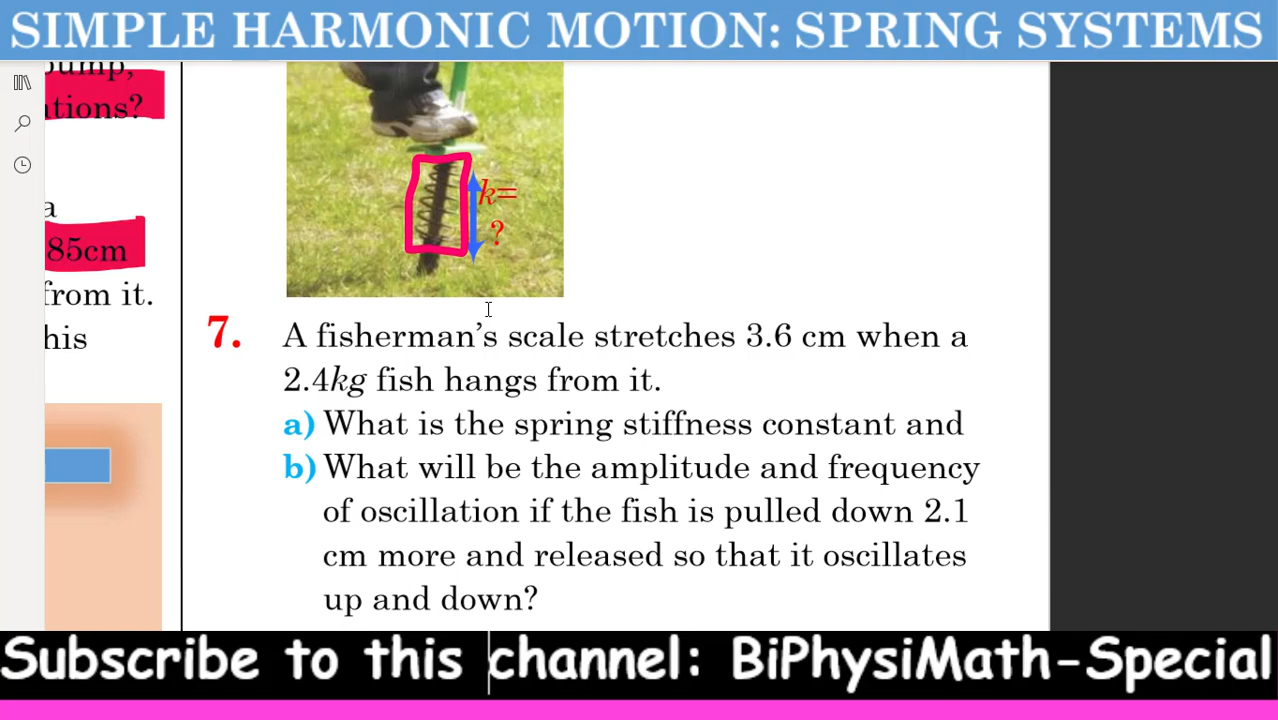 SIMPLE HARMONIC MOTION: SPRING SYSTEMS
pump,
ations?
a
85cm
from it.
his
k=
?
7. A fisherman’s scale stretches 3.6 cm when a
2.4kg fish hangs from it.
a) What is the spring stiffness constant and
b) What will be the amplitude and frequency
of oscillation if the fish is pulled down 2.1
cm more and released so that it oscillates
up and down?
Subscribe to this channel: BiPhysiMath-Special